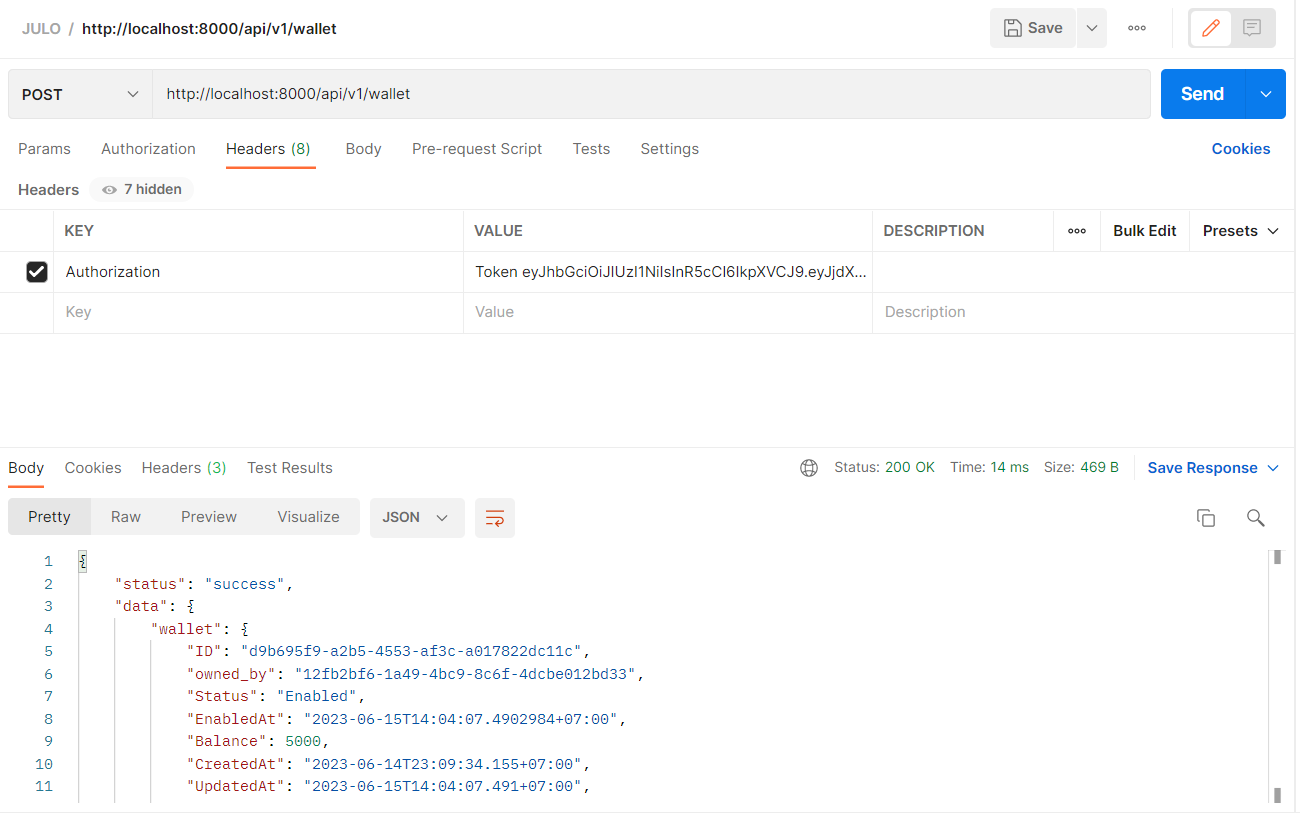 JULO / http://localhost:8000/api/v1/wallet Save
POST http://localhost:8000/api/v1/wallet Send
Params Authorization Headers (8) Body Pre-request Script Tests Settings Cookies
Headers 7 hidden
KEY VALUE DESCRIPTION Bulk Edit Presets
Authorization Token eyJhbGciOiJIUzI1NiIsInR5cCI6IkpXVCJ9.eyJjdX...
Key Value Description
Body Cookies Headers (3) Test Results Status: 200 OK Time: 14 ms Size: 469 B Save Response
Pretty Raw Preview Visualize JSON
1 {
2 "status": "success",
3 "data": {
4 "wallet": {
5 "ID": "d9b695f9-a2b5-4553-af3c-a017822dc11c",
6 "owned_by": "12fb2bf6-1a49-4bc9-8c6f-4dcbe012bd33",
7 "Status": "Enabled",
8 "EnabledAt": "2023-06-15T14:04:07.4902984+07:00",
9 "Balance": 5000,
10 "CreatedAt": "2023-06-14T23:09:34.155+07:00",
11 "UpdatedAt": "2023-06-15T14:04:07.491+07:00",